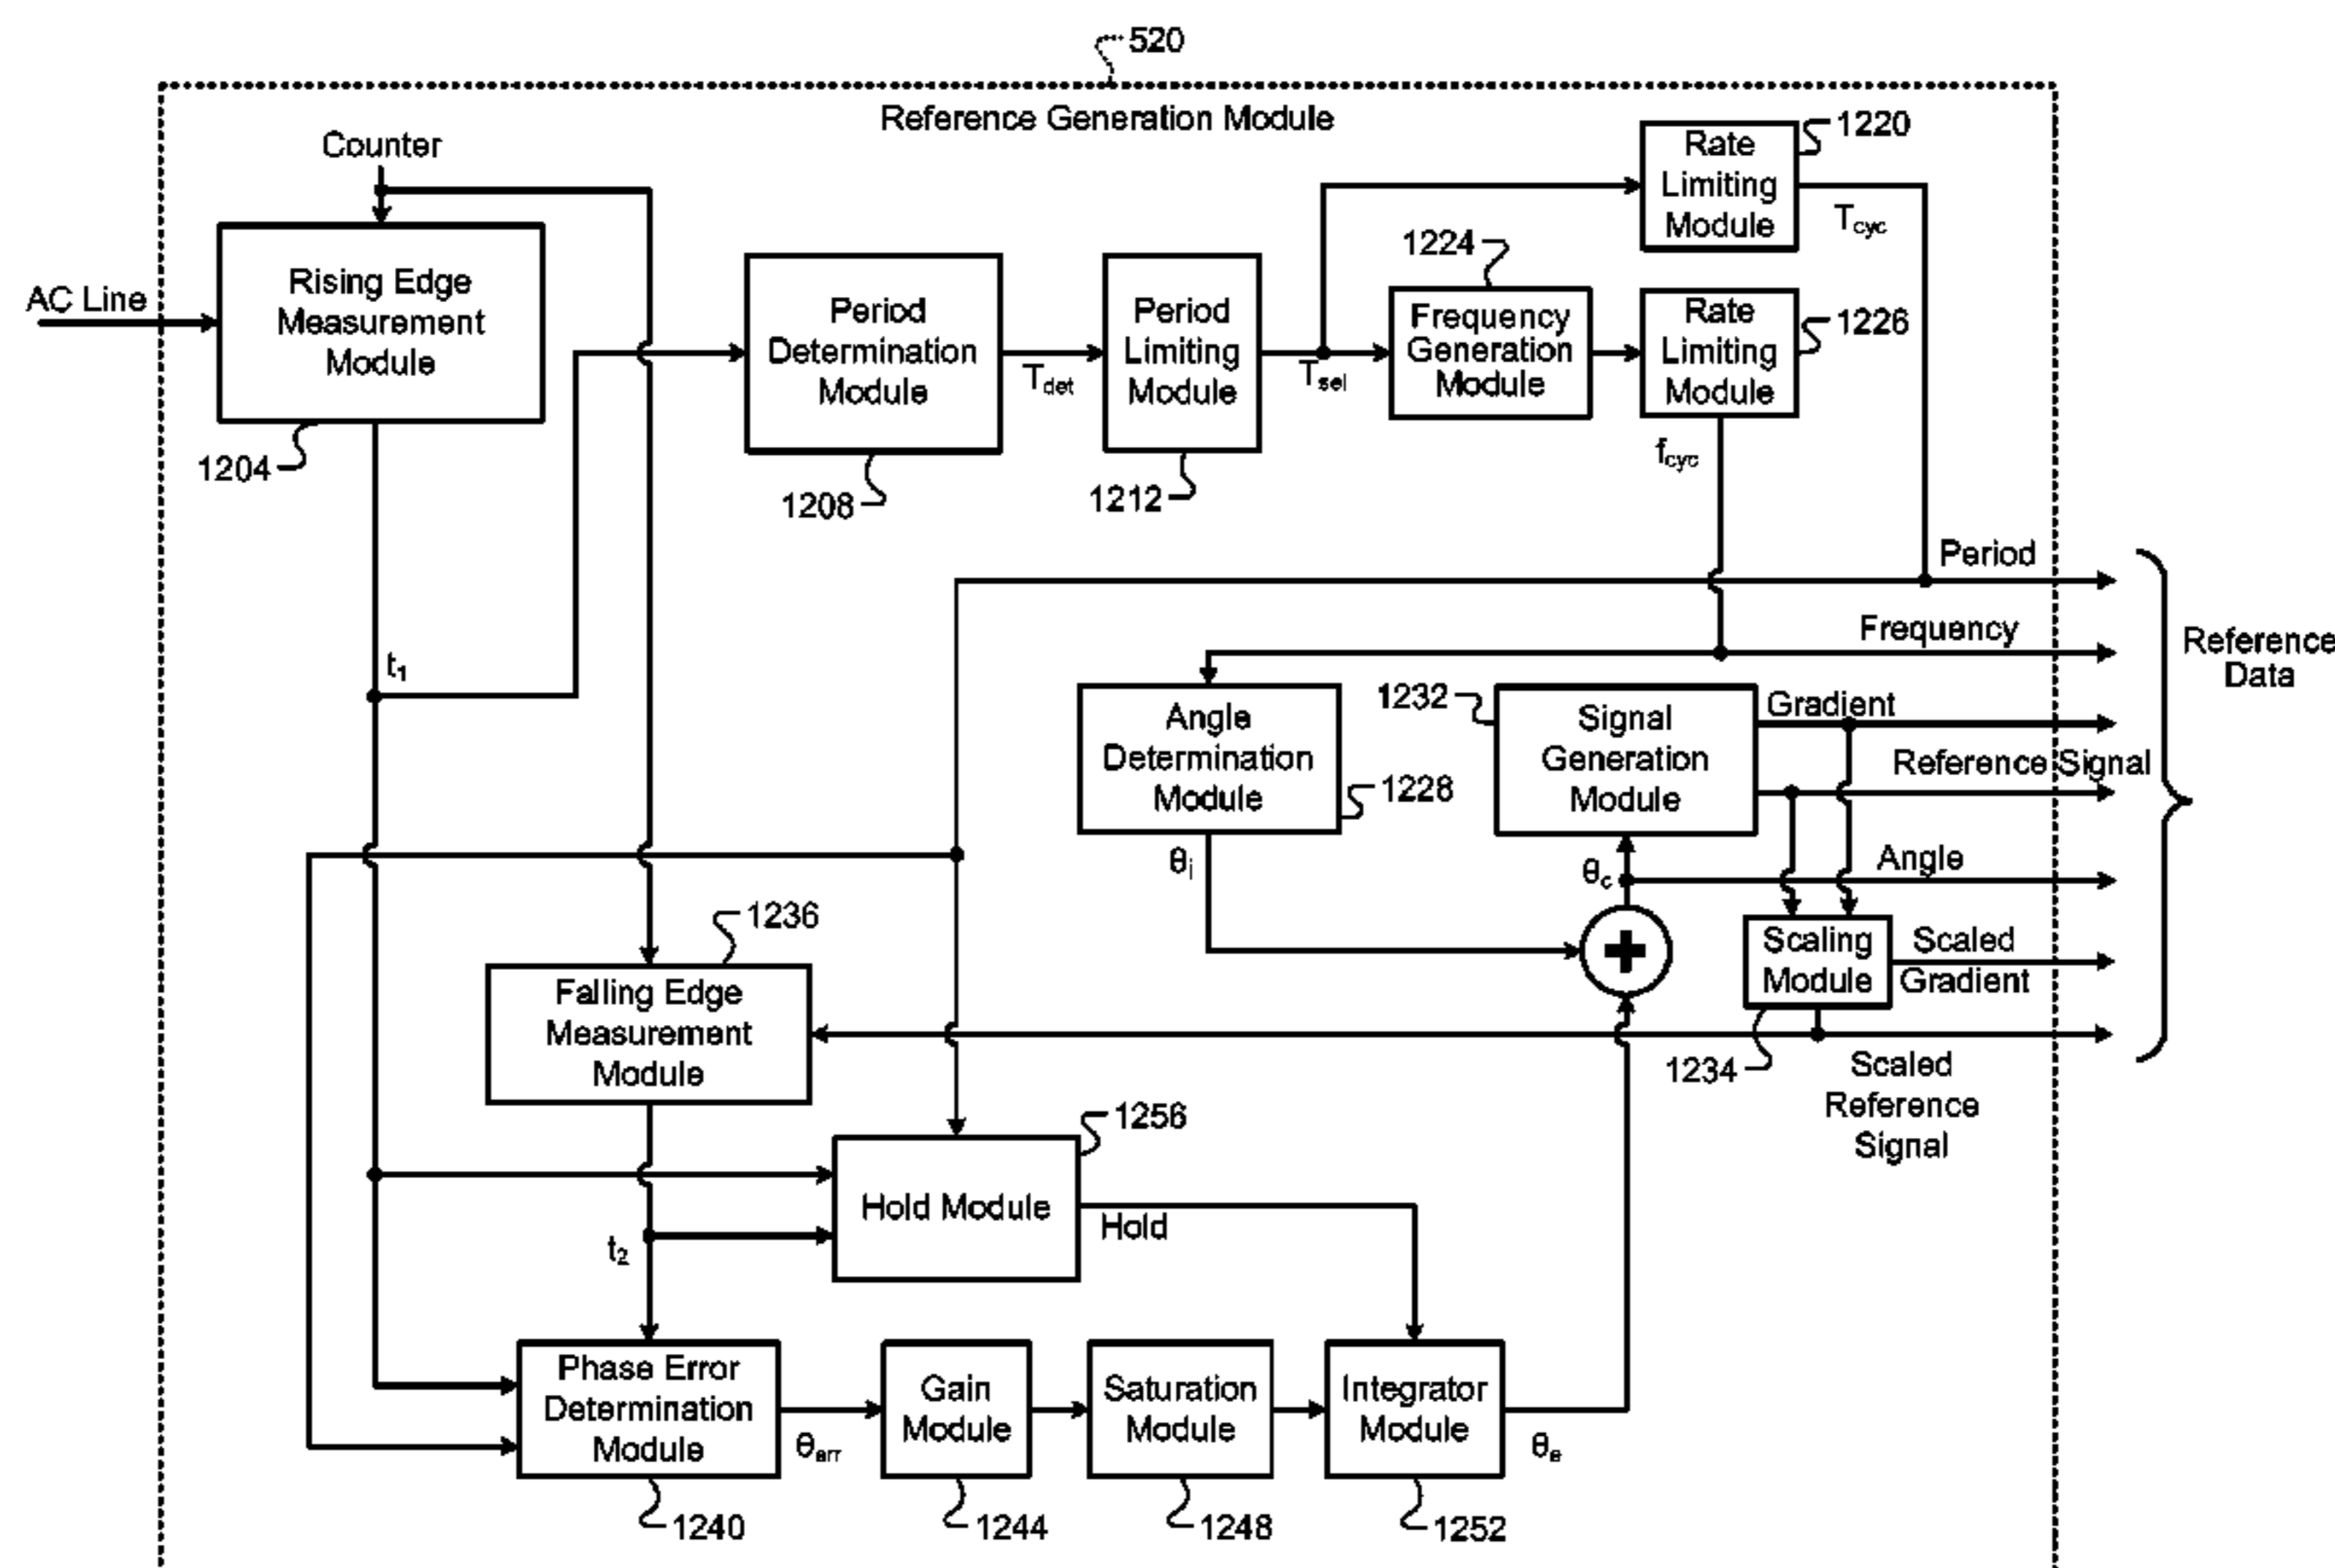 520
Reference Generation Module
Counter
AC Line
Rising Edge
Measurement
Module
1204
Period
Determination
Module
1208
Tdet
Period
Limiting
Module
1212
Tsel
1224
Frequency
Generation
Module
Rate
Limiting
Module
1220
Tcyc
Rate
Limiting
Module
1226
fcyc
Period
Frequency
Reference
Data
t1
Angle
Determination
Module
1228
θi
1232
Signal
Generation
Module
Gradient
Reference Signal
θc
Angle
+
Scaling
Module
1234
Scaled
Gradient
Scaled
Reference
Signal
1236
Falling Edge
Measurement
Module
t2
1256
Hold Module
Hold
Phase Error
Determination
Module
1240
θerr
Gain
Module
1244
Saturation
Module
1248
Integrator
Module
1252
θe